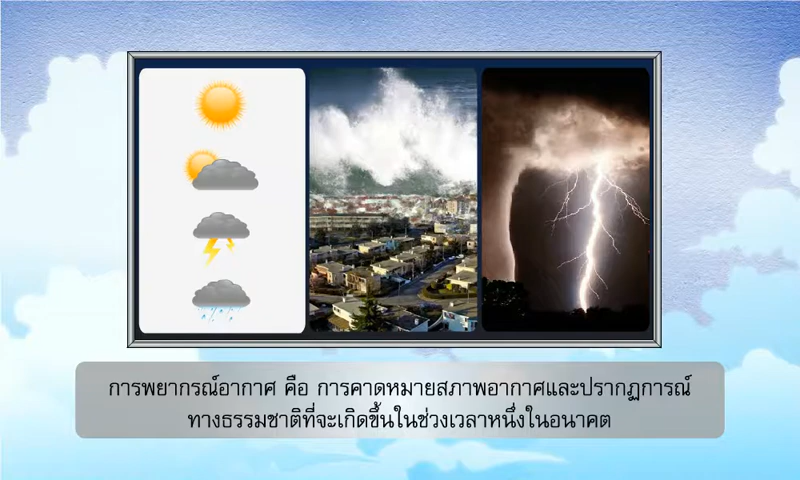 การพยากรณ์อากาศ คือ การคาดหมายสภาพอากาศและปรากฏการณ์
ทางธรรมชาติที่จะเกิดขึ้นในช่วงเวลาหนึ่งในอนาคต